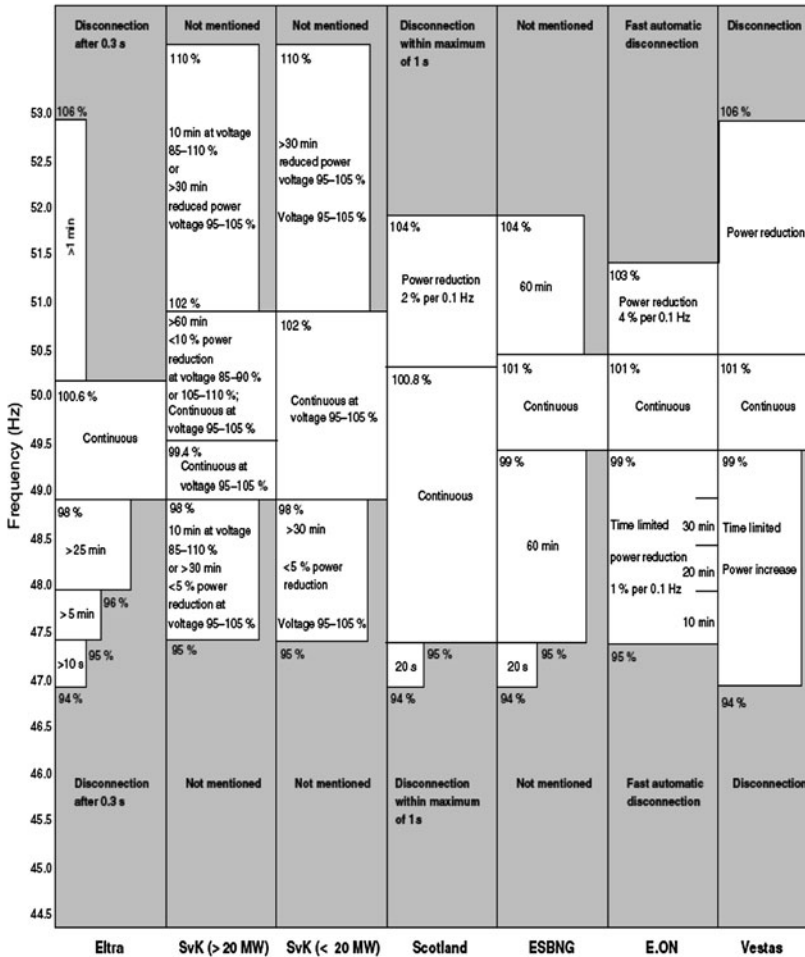 Frequency (Hz)
53.0
52.5
52.0
51.5
51.0
50.5
50.0
49.5
49.0
48.5
48.0
47.5
47.0
46.5
46.0
45.5
45.0
44.5
Disconnection
after 0.3 s
106 %
>1 min
100.6 %
Continuous
98 %
>25 min
96 %
>5 min
95 %
>10 s
94 %
Disconnection
after 0.3 s
Eltra
Not mentioned
110 %
10 min at voltage
85–110 %
or
>30 min
reduced power
voltage 95–105 %
102 %
>60 min
<10 % power
reduction
at voltage 85–90 %
or 105–110 %;
Continuous at
voltage 95–105 %
99.4 %
Continuous at
voltage 95–105 %
98 %
10 min at voltage
85–110 %
or >30 min
<5 % power
reduction at
voltage 95–105 %
95 %
Not mentioned
SvK (> 20 MW)
Not mentioned
110 %
>30 min
reduced power
voltage 95–105 %
Voltage 95–105 %
102 %
Continuous at
voltage 95–105 %
98 %
>30 min
<5 % power
reduction
Voltage 95–105 %
95 %
Not mentioned
SvK (< 20 MW)
Disconnection
within maximum
of 1 s
104 %
Power reduction
2 % per 0.1 Hz
100.8 %
Continuous
95 %
20 s
94 %
Disconnection
within maximum
of 1s
Scotland
Not mentioned
104 %
60 min
101 %
Continuous
99 %
60 min
95 %
20 s
94 %
Not mentioned
ESBNG
Fast automatic
disconnection
103 %
Power reduction
4 % per 0.1 Hz
101 %
Continuous
99 %
Time limited
30 min
power reduction
20 min
1 % per 0.1 Hz
10 min
95 %
Fast automatic
disconnection
E.ON
Disconnection
106 %
Power reduction
101 %
Continuous
99 %
Time limited
Power increase
94 %
Disconnection
Vestas